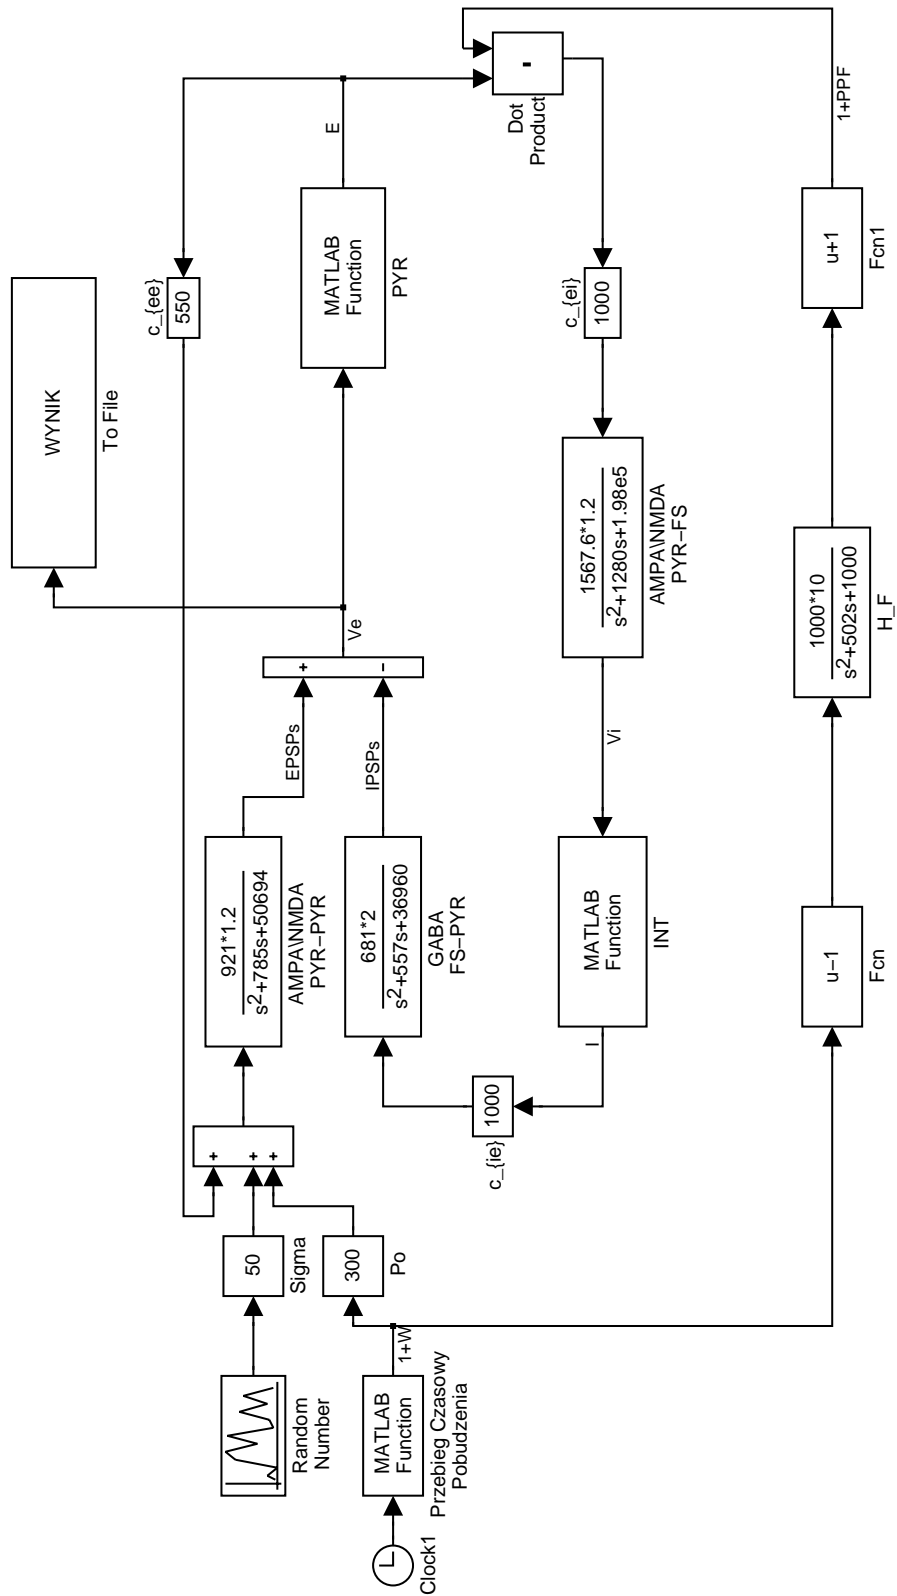 Clock1
MATLAB
Function
Przebieg Czasowy
Pobudzenia
1+W
Random
Number
50
Sigma
300
Po
+
+
+
921*1.2
s2+785s+50694
AMPA\NMDA
PYR−PYR
EPSPs
681*2
s2+557s+36960
GABA
FS−PYR
IPSPs
+
−
Ve
WYNIK
To File
MATLAB
Function
PYR
E
550
c_{ee}
Dot
Product
1000
c_{ei}
1567.6*1.2
s2+1280s+1.98e5
AMPA\NMDA
PYR−FS
Vi
MATLAB
Function
INT
I
1000
c_{ie}
u−1
Fcn
1000*10
s2+502s+1000
H_F
u+1
Fcn1
1+PPF